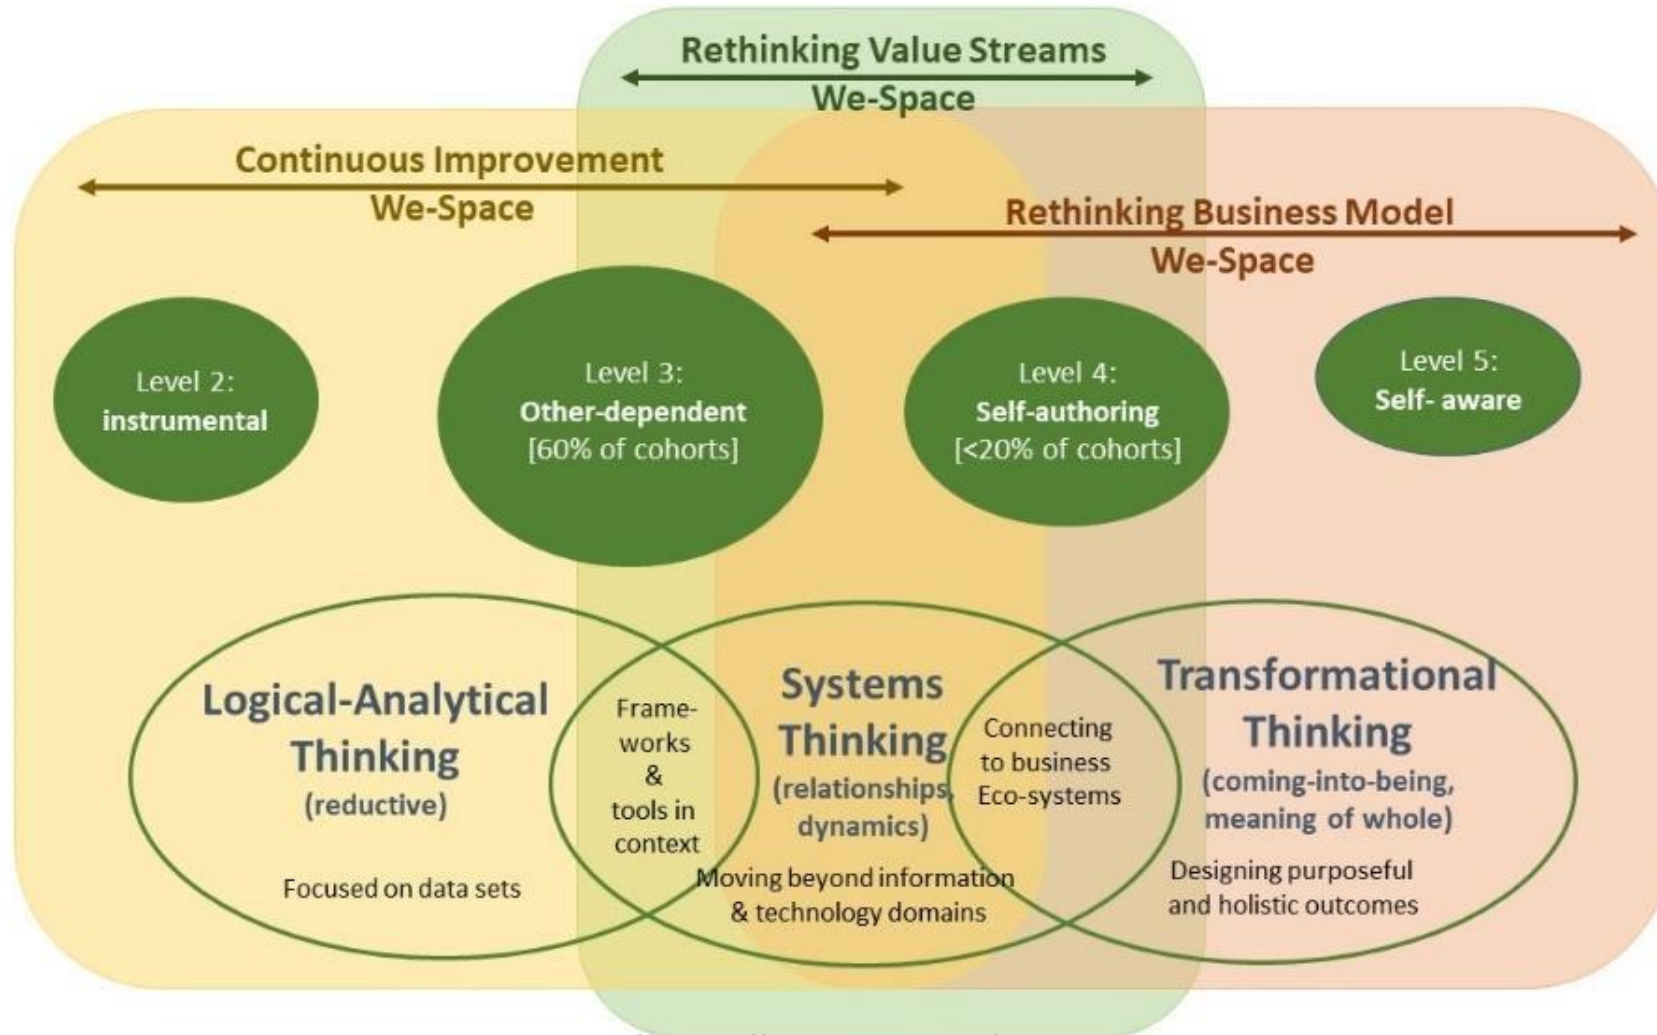 Rethinking Value Streams
We-Space
Continuous Improvement
We-Space
Rethinking Business Model
We-Space
Level 2:
instrumental
Level 3:
Other-dependent
[60% of cohorts]
Level 4:
Self-authoring
[<20% of cohorts]
Level 5:
Self- aware
Logical-Analytical
Thinking
(reductive)
Focused on data sets
Frame-
works
&
tools in
context
Systems
Thinking
(relationships,
dynamics)
Moving beyond information
& technology domains
Connecting
to business
Eco-systems
Transformational
Thinking
(coming-into-being,
meaning of whole)
Designing purposeful
and holistic outcomes